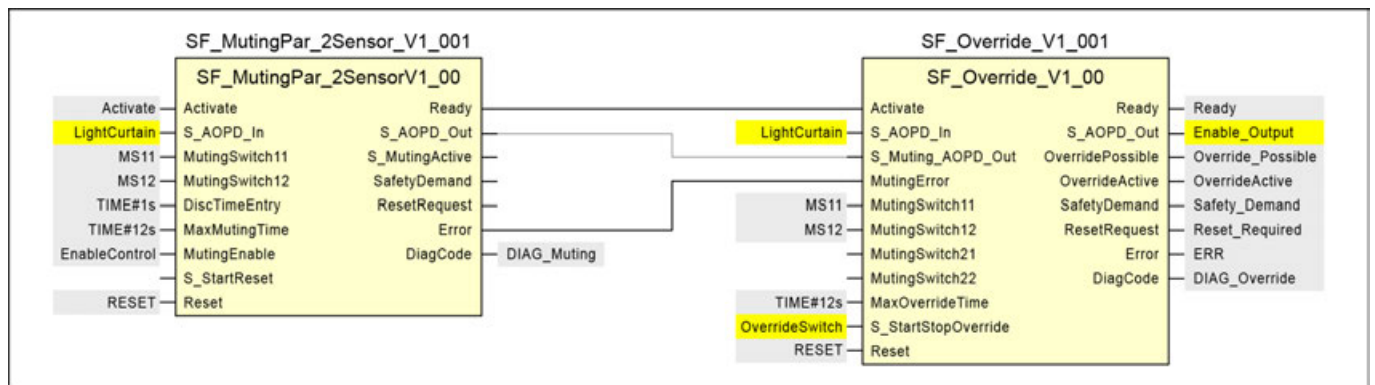 SF_MutingPar_2Sensor_V1_001
SF_MutingPar_2SensorV1_00
Activate Activate Ready
LightCurtain S_AOPD_In S_AOPD_Out
MS11 MutingSwitch11 S_MutingActive
MS12 MutingSwitch12 SafetyDemand
TIME#1s DiscTimeEntry ResetRequest
TIME#12s MaxMutingTime Error
EnableControl MutingEnable DiagCode DIAG_Muting
S_StartReset
RESET Reset
SF_Override_V1_001
SF_Override_V1_00
Activate Ready Ready
LightCurtain S_AOPD_In S_AOPD_Out Enable_Output
S_Muting_AOPD_Out OverridePossible Override_Possible
MutingError OverrideActive OverrideActive
MS11 MutingSwitch11 SafetyDemand Safety_Demand
MS12 MutingSwitch12 ResetRequest Reset_Required
MutingSwitch21 Error ERR
MutingSwitch22 DiagCode DIAG_Override
TIME#12s MaxOverrideTime
OverrideSwitch S_StartStopOverride
RESET Reset